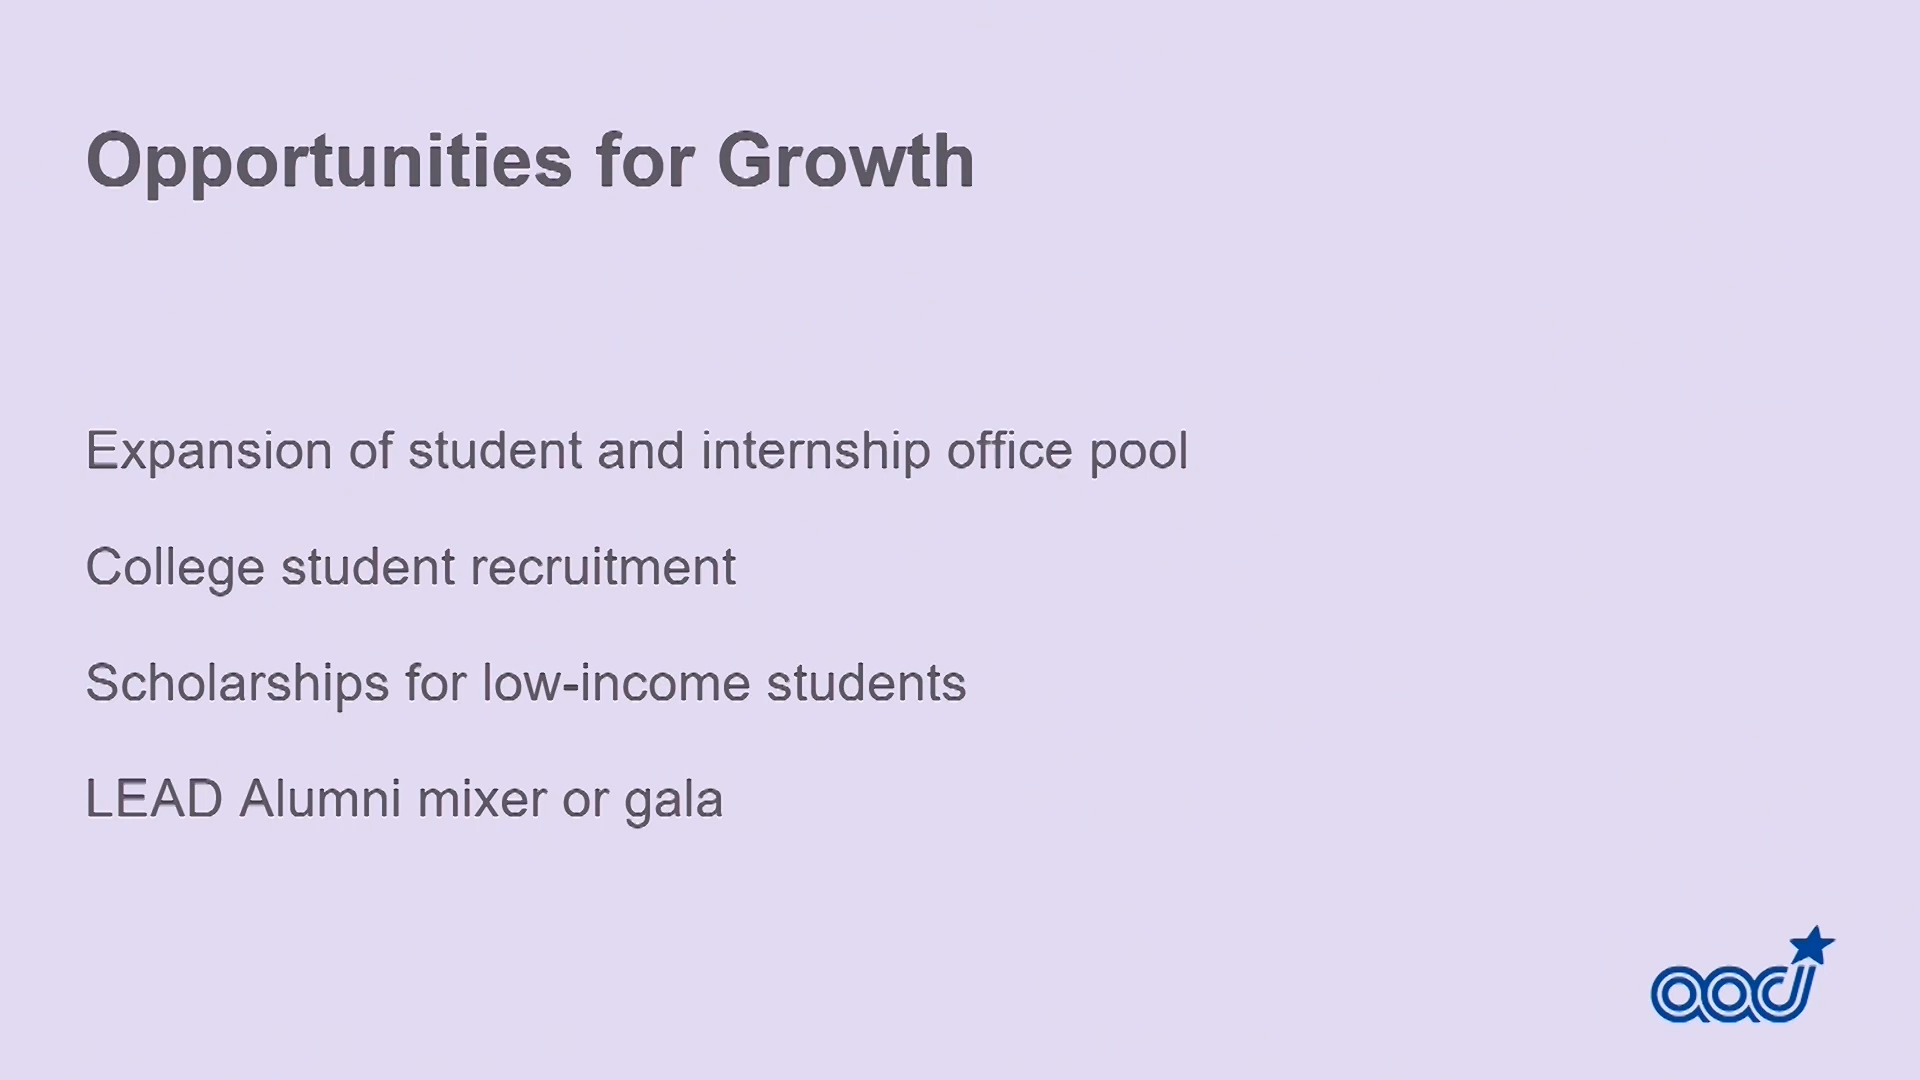 Opportunities for Growth
Expansion of student and internship office pool
College student recruitment
Scholarships for low-income students
LEAD Alumni mixer or gala
aad